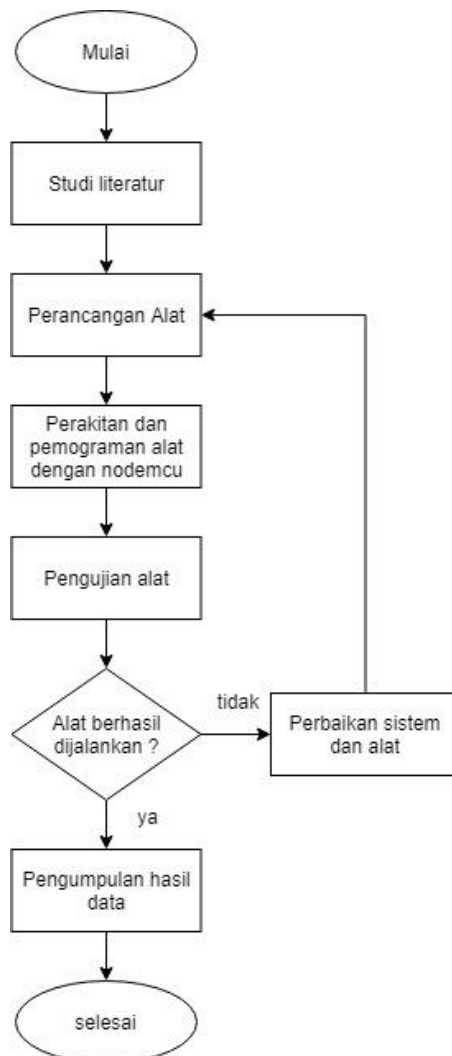 Mulai
Studi literatur
Perancangan Alat
Perakitan dan
pemograman alat
dengan nodemcu
Pengujian alat
Alat berhasil
dijalankan ?
tidak
Perbaikan sistem
dan alat
ya
Pengumpulan hasil
data
selesai